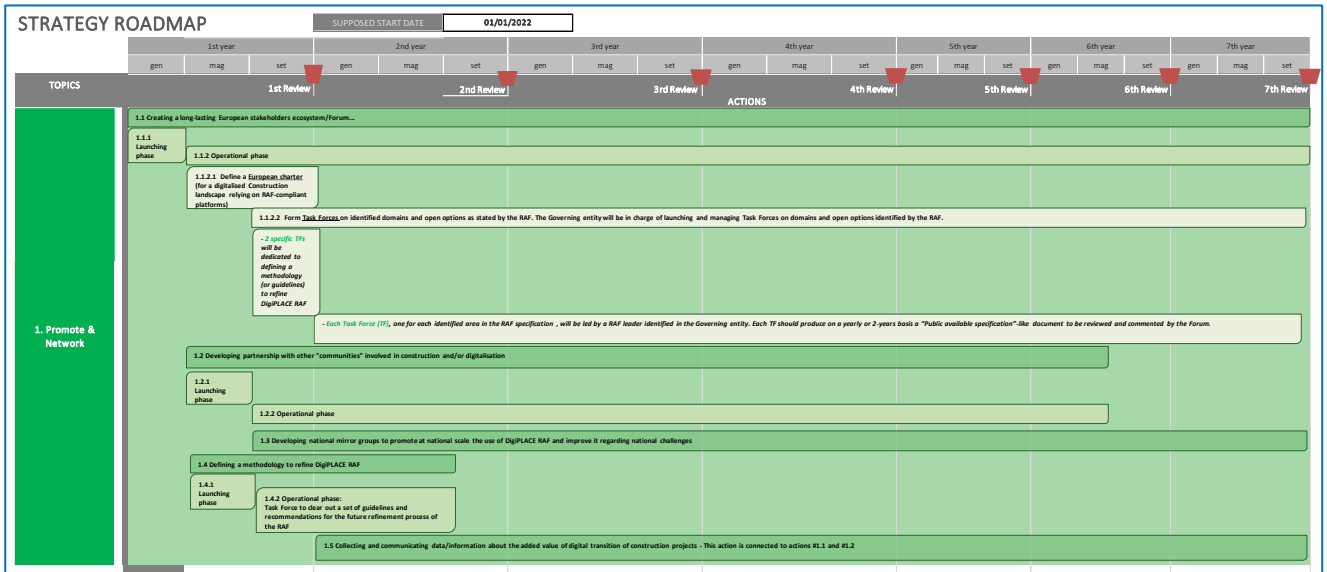 STRATEGY ROADMAP
SUPPOSED START DATE 01/01/2022
1st year 2nd year 3rd year 4th year 5th year 6th year 7th year
gen mag set gen mag set gen mag set gen mag set gen mag set gen mag set gen mag set
TOPICS
1st Review 2nd Review 3rd Review 4th Review 5th Review 6th Review 7th Review
ACTIONS
1. Promote &
Network
1.1 Creating a long-lasting European stakeholders ecosystem/Forum...
1.1.1
Launching
phase
1.1.2 Operational phase
1.1.2.1 Define a European charter
(for a digitalised Construction
landscape relying on RAF-compliant
platforms)
1.1.2.2 Form Task Forces on identified domains and open options as stated by the RAF. The Governing entity will be in charge of launching and managing Task Forces on domains and open options identified by the RAF.
- 2 specific TFs
will be
dedicated to
defining a
methodology
(or guidelines)
to refine
DigiPLACE RAF
- Each Task Force (TF), one for each identified area in the RAF specification , will be led by a RAF leader identified in the Governing entity. Each TF should produce on a yearly or 2-years basis a "Public available specification"-like document to be reviewed and commented by the Forum.
1.2 Developing partnership with other "communities" involved in construction and/or digitalisation
1.2.1
Launching
phase
1.2.2 Operational phase
1.3 Developing national mirror groups to promote at national scale the use of DigiPLACE RAF and improve it regarding national challenges
1.4 Defining a methodology to refine DigiPLACE RAF
1.4.1
Launching
phase
1.4.2 Operational phase:
Task Force to clear out a set of guidelines and
recommendations for the future refinement process of
the RAF
1.5 Collecting and communicating data/information about the added value of digital transition of construction projects - This action is connected to actions #1.1 and #1.2